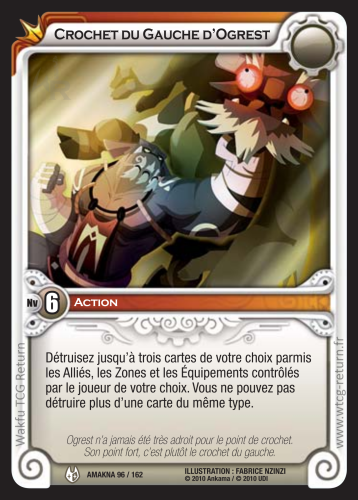 CROCHET DU GAUCHE D'OGREST
Nv 6 ACTION
Détruisez jusqu'à trois cartes de votre choix parmis
les Alliés, les Zones et les Équipements contrôlés
par le joueur de votre choix. Vous ne pouvez pas
détruire plus d'une carte du même type.
Ogrest n'a jamais été très adroit pour le point de crochet.
Son point fort, c'est plutôt le crochet du gauche.
AMAKNA 96 / 162
ILLUSTRATION : FABRICE NZINZI
© 2010 Ankama / © 2010 UDI
Wakfu TCG Return
www.wtcg-return.fr